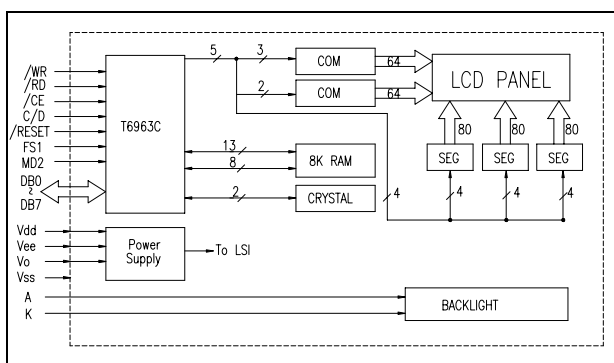 /WR
/RD
/CE
C/D
/RESET
FS1
MD2
DB0
~
DB7
T6963C
5
3
2
COM
COM
64
64
LCD PANEL
80
80
80
SEG
SEG
SEG
13
8
8K RAM
2
CRYSTAL
4
4
4
4
Vdd
Vee
Vo
Vss
Power
Supply
To LSI
A
K
BACKLIGHT